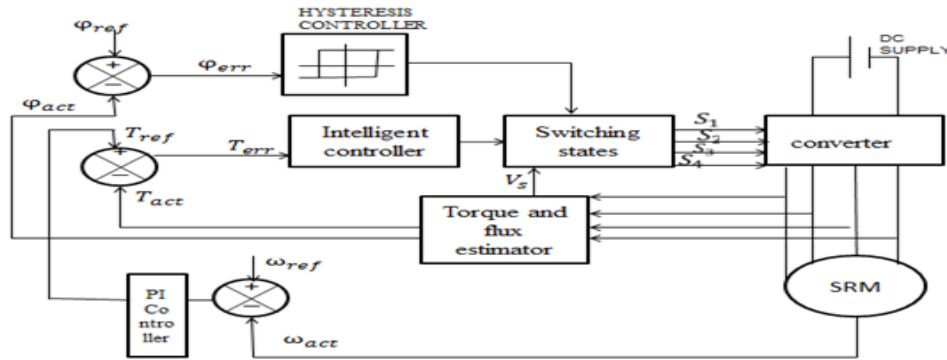 HYSTERESIS
CONTROLLER
DC
SUPPLY
φref
+
−
φerr
φact
Tref
+
−
Terr
Intelligent
controller
Switching
states
S1
S2
S3
S4
converter
Tact
Vs
Torque and
flux
estimator
ωref
PI
Co
ntro
ller
−
SRM
ωact